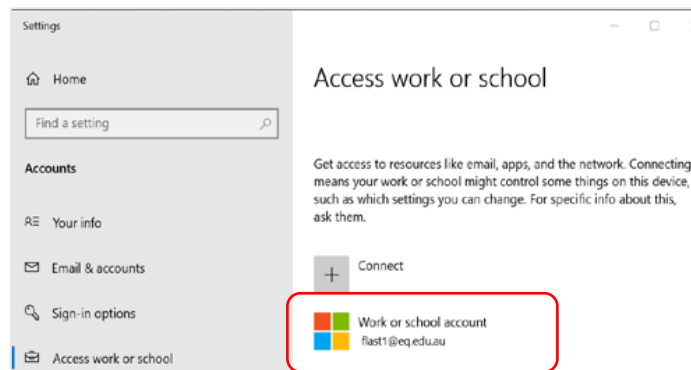 Settings
Home
Find a setting
Accounts
Your info
Email & accounts
Sign-in options
Access work or school
Access work or school
Get access to resources like email, apps, and the network. Connecting
means your work or school might control some things on this device,
such as which settings you can change. For specific info about this,
ask them.
Connect
Work or school account
flast1@eq.edu.au